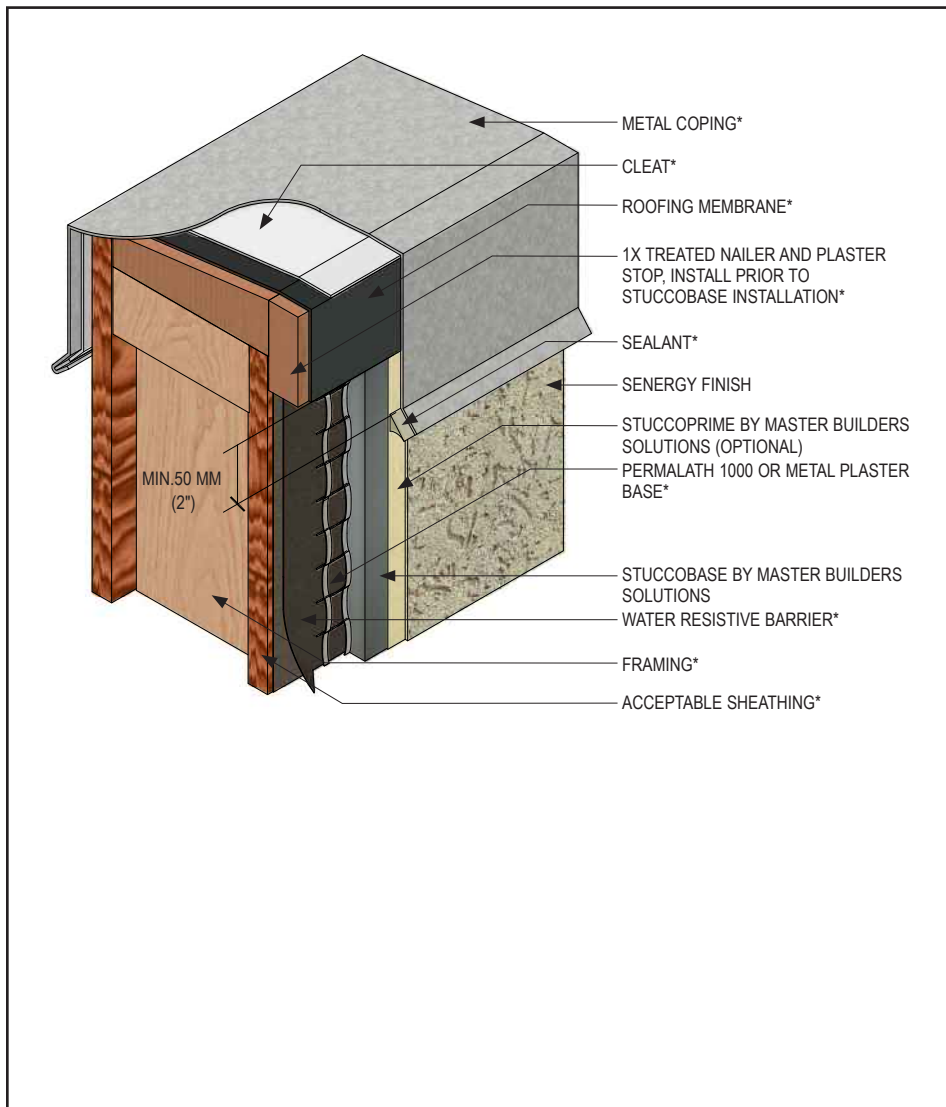 METAL COPING*
CLEAT*
ROOFING MEMBRANE*
1X TREATED NAILER AND PLASTER
STOP, INSTALL PRIOR TO
STUCCOBASE INSTALLATION*
SEALANT*
SENERGY FINISH
STUCCOPRIME BY MASTER BUILDERS
SOLUTIONS (OPTIONAL)
PERMALATH 1000 OR METAL PLASTER
BASE*
MIN.50 MM
(2")
STUCCOBASE BY MASTER BUILDERS
SOLUTIONS
WATER RESISTIVE BARRIER*
FRAMING*
ACCEPTABLE SHEATHING*